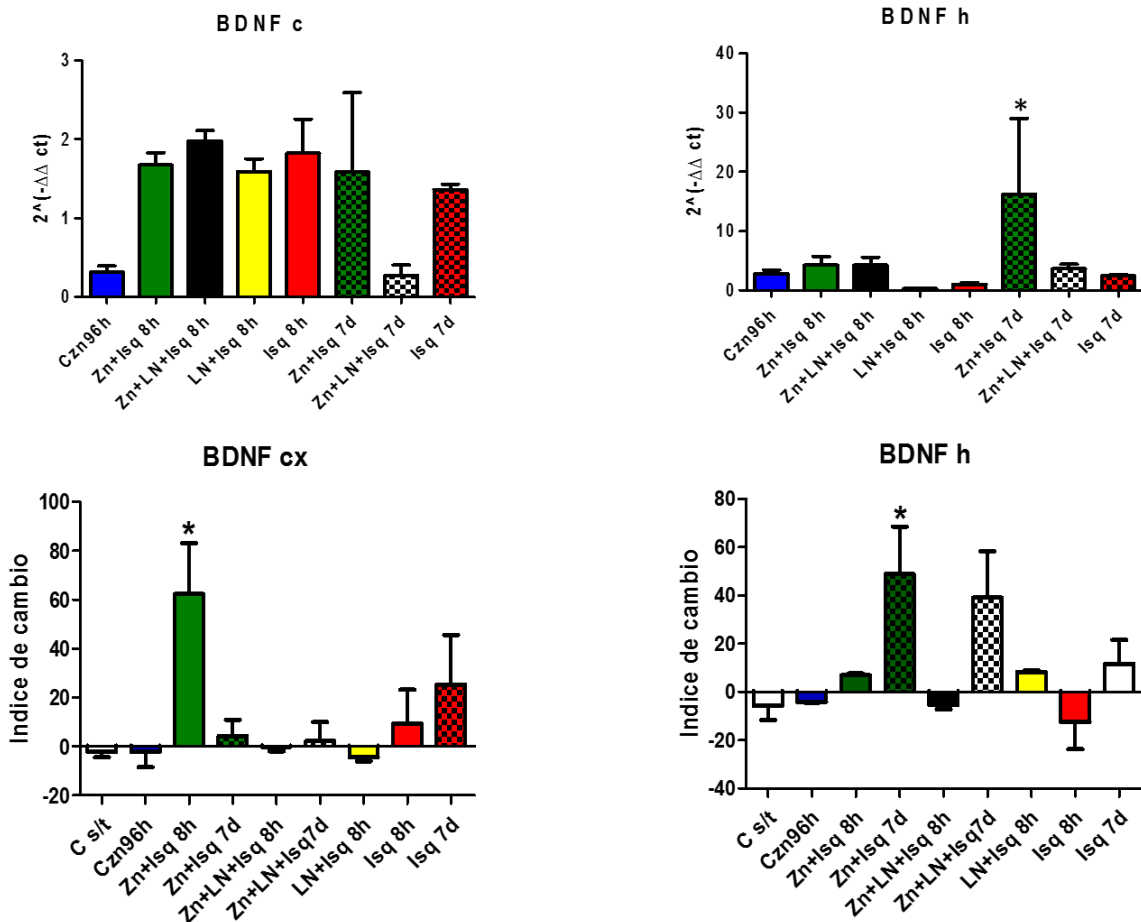 BDNF c
2^(-ΔΔ ct)
3
2
1
0
Czn96h
Zn+Isq 8h
Zn+LN+Isq 8h
LN+Isq 8h
Isq 8h
Zn+Isq 7d
Zn+LN+Isq 7d
Isq 7d
BDNF h
2^(-ΔΔ ct)
40
30
20
10
0
*
Czn96h
Zn+Isq 8h
Zn+LN+Isq 8h
LN+Isq 8h
Isq 8h
Zn+Isq 7d
Zn+LN+Isq 7d
Isq 7d
BDNF cx
Indice de cambio
100
80
60
40
20
0
-20
*
C s/t
Czn96h
Zn+Isq 8h
Zn+Isq 7d
Zn+LN+Isq 8h
Zn+LN+Isq7d
LN+Isq 8h
Isq 8h
Isq 7d
BDNF h
Indice de cambio
80
60
40
20
0
-20
-40
*
C s/t
Czn96h
Zn+Isq 8h
Zn+Isq 7d
Zn+LN+Isq 8h
Zn+LN+Isq7d
LN+Isq 8h
Isq 8h
Isq 7d